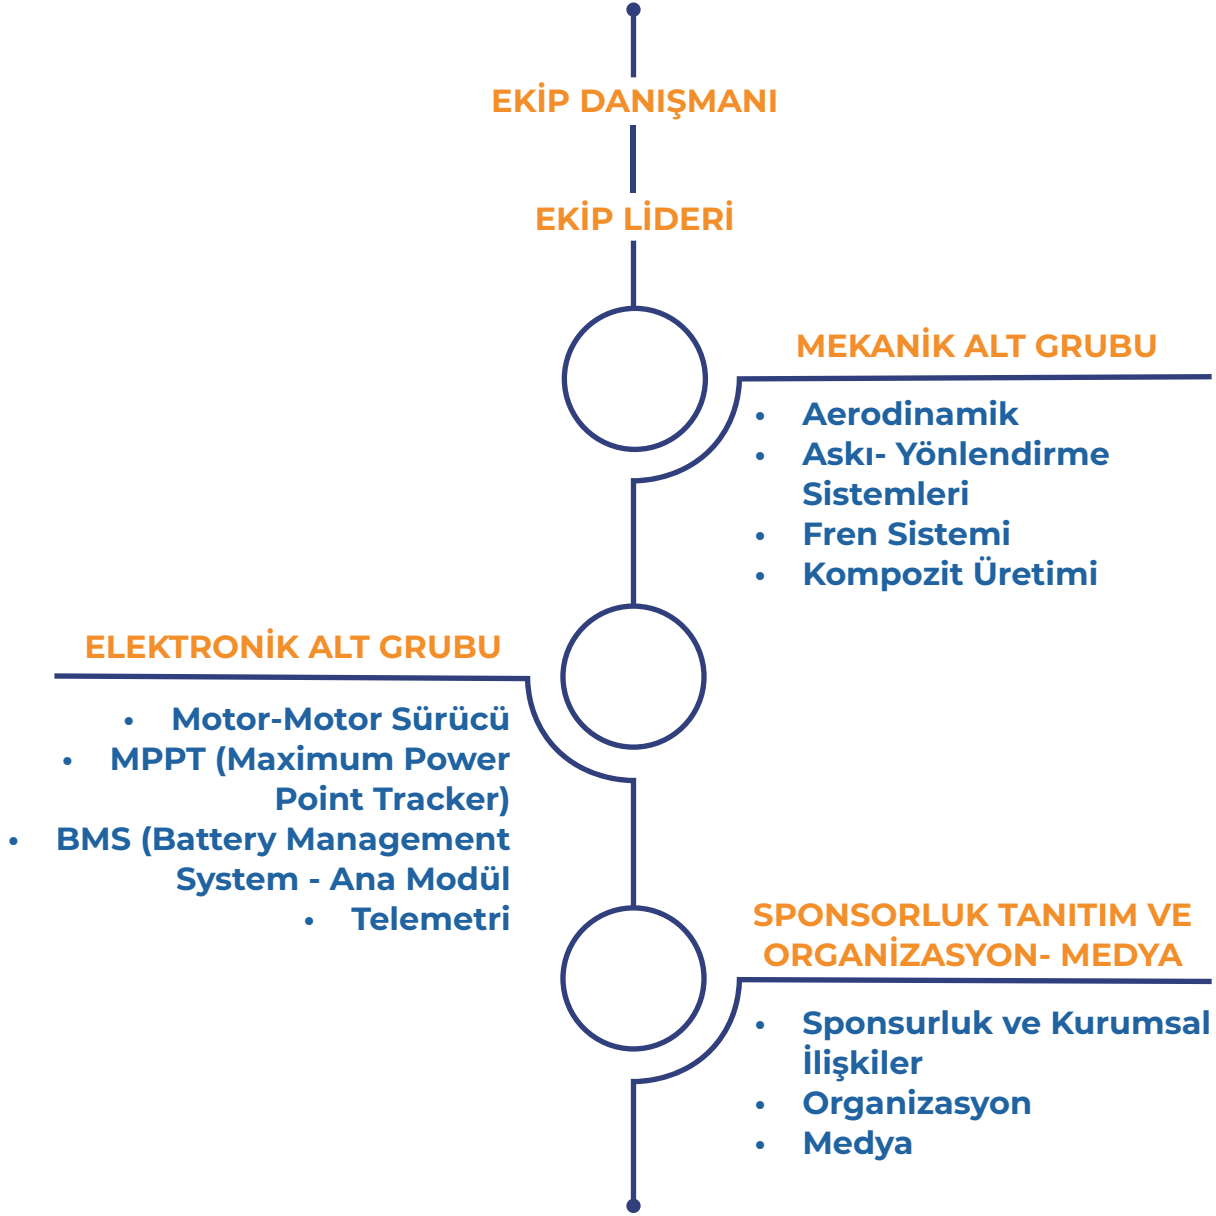 EKİP DANIŞMANI
EKİP LİDERİ
MEKANİK ALT GRUBU
• Aerodinamik
• Askı- Yönlendirme
Sistemleri
• Fren Sistemi
• Kompozit Üretimi
ELEKTRONİK ALT GRUBU
• Motor-Motor Sürücü
• MPPT (Maximum Power
Point Tracker)
• BMS (Battery Management
System - Ana Modül
• Telemetri
SPONSORLUK TANITIM VE
ORGANİZASYON- MEDYA
• Sponsurluk ve Kurumsal
İlişkiler
• Organizasyon
• Medya